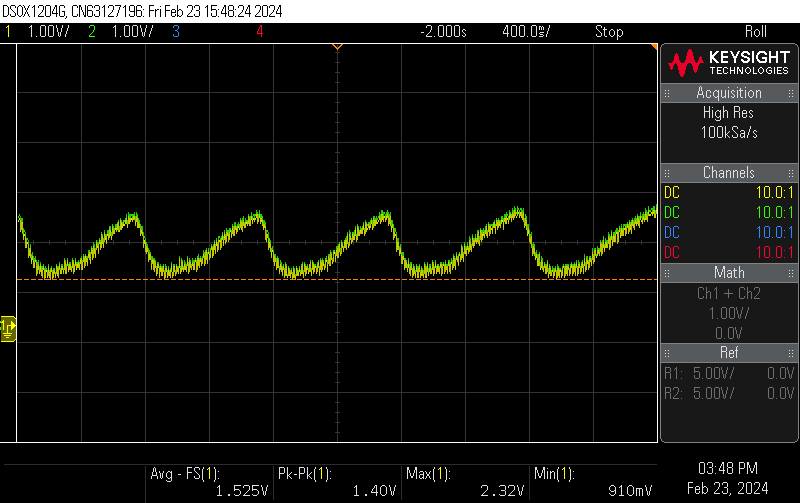 DSOX1204G, CN63127196: Fri Feb 23 15:48:24 2024
1 1.00V/ 2 1.00V/ 3 4 -2.000s 400.0ms/ Stop Roll
KEYSIGHT
TECHNOLOGIES
Acquisition
High Res
100kSa/s
Channels
DC 10.0:1
DC 10.0:1
DC 10.0:1
DC 10.0:1
Math
Ch1 + Ch2
1.00V/
0.0V
Ref
R1: 5.00V/ 0.0V
R2: 5.00V/ 0.0V
Avg - FS(1): Pk-Pk(1): Max(1): Min(1):
1.525V 1.40V 2.32V 910mV
03:48 PM
Feb 23, 2024